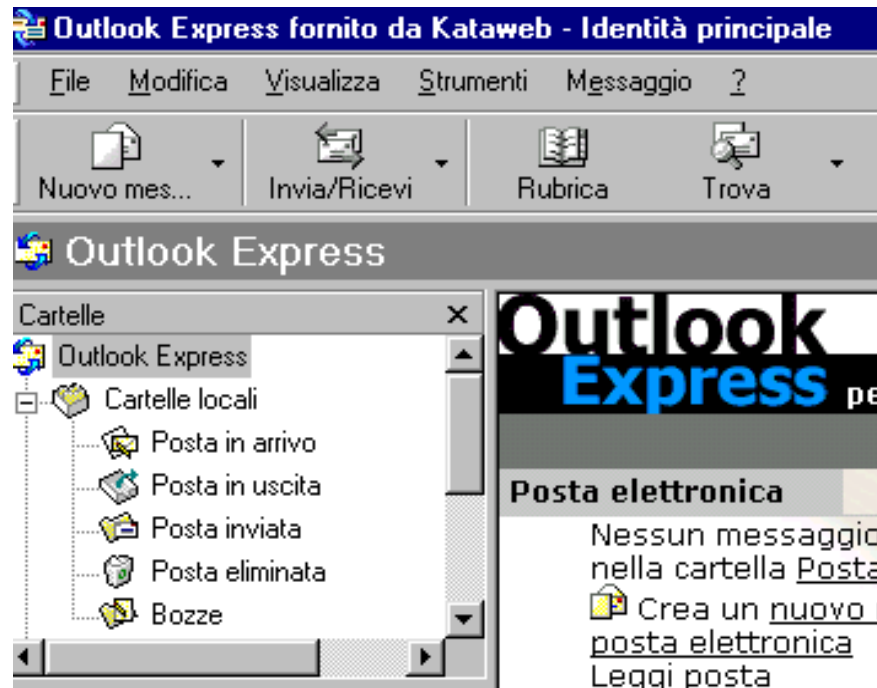 Outlook Express fornito da Kataweb - Identità principale
File Modifica Visualizza Strumenti Messaggio ?
Nuovo mes... Invia/Ricevi Rubrica Trova
Outlook Express
Cartelle
Outlook Express
Cartelle locali
Posta in arrivo
Posta in uscita
Posta inviata
Posta eliminata
Bozze
Outlook
Express pe
Posta elettronica
Nessun messaggio
nella cartella Posta
Crea un nuovo
posta elettronica
Leggi posta